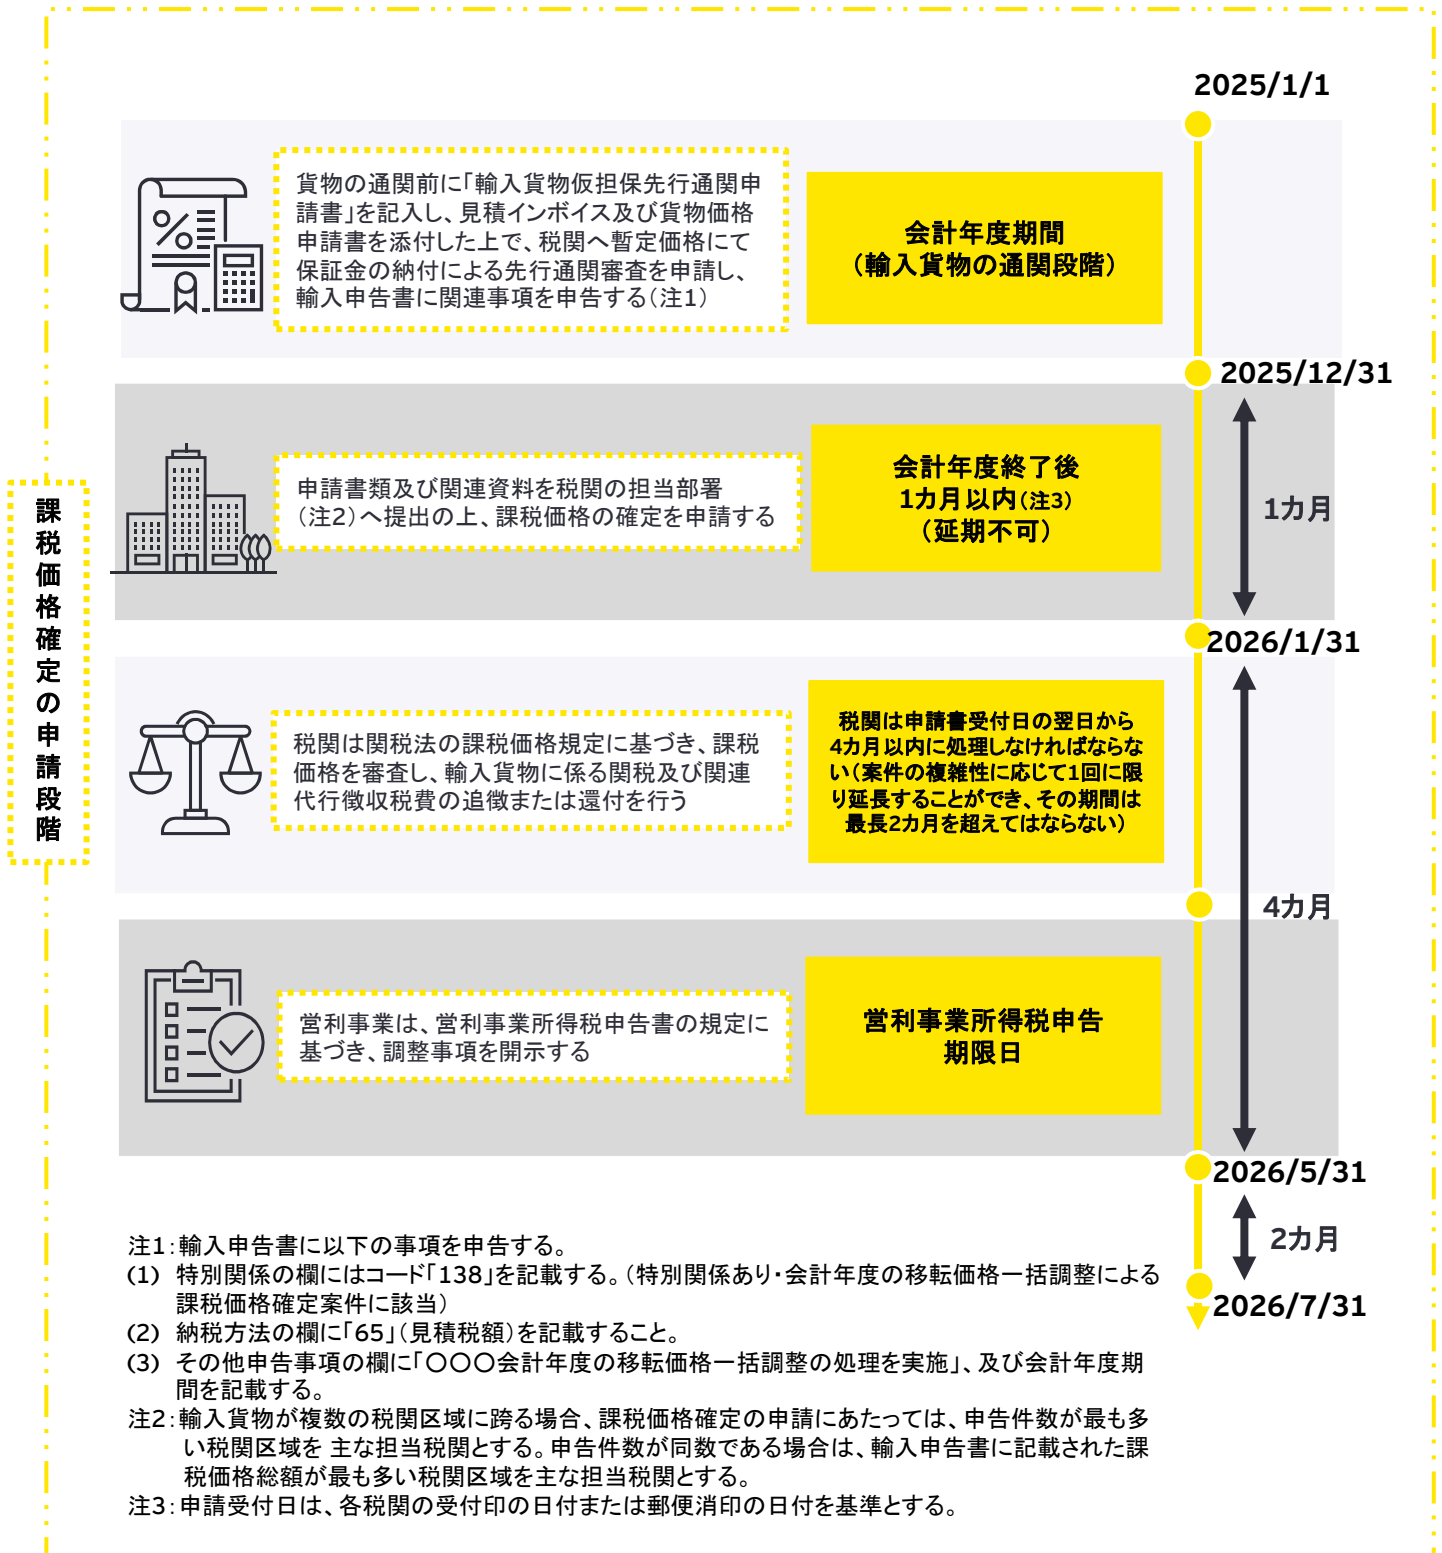 2025/1/1
貨物の通関前に「輸入貨物仮担保先行通関申
請書」を記入し、見積インボイス及び貨物価格
申請書を添付した上で、税関へ暫定価格にて
保証金の納付による先行通関審査を申請し、
輸入申告書に関連事項を申告する（注1）
会計年度期間
（輸入貨物の通関段階）
2025/12/31
課税価格確定の申請段階
申請書類及び関連資料を税関の担当部署
（注2）へ提出の上、課税価格の確定を申請する
会計年度終了後
1カ月以内（注3）
（延期不可）
1カ月
2026/1/31
税関は関税法の課税価格規定に基づき、課税
価格を審査し、輸入貨物に係る関税及び関連
代行徴収税費の追徴または還付を行う
税関は申請書受付日の翌日から
4カ月以内に処理しなければならな
い（案件の複雑性に応じて1回に限
り延長することができ、その期間は
最長2カ月を超えてはならない）
4カ月
営利事業は、営利事業所得税申告書の規定に
基づき、調整事項を開示する
営利事業所得税申告
期限日
2026/5/31
2カ月
2026/7/31
注1：輸入申告書に以下の事項を申告する。
(1) 特別関係の欄にはコード「138」を記載する。（特別関係あり・会計年度の移転価格一括調整による
課税価格確定案件に該当）
(2) 納税方法の欄に「65」（見積税額）を記載すること。
(3) その他申告事項の欄に「〇〇〇会計年度の移転価格一括調整の処理を実施」、及び会計年度期
間を記載する。
注2：輸入貨物が複数の税関区域に跨る場合、課税価格確定の申請にあたっては、申告件数が最も多
い税関区域を 主な担当税関とする。申告件数が同数である場合は、輸入申告書に記載された課
税価格総額が最も多い税関区域を主な担当税関とする。
注3：申請受付日は、各税関の受付印の日付または郵便消印の日付を基準とする。